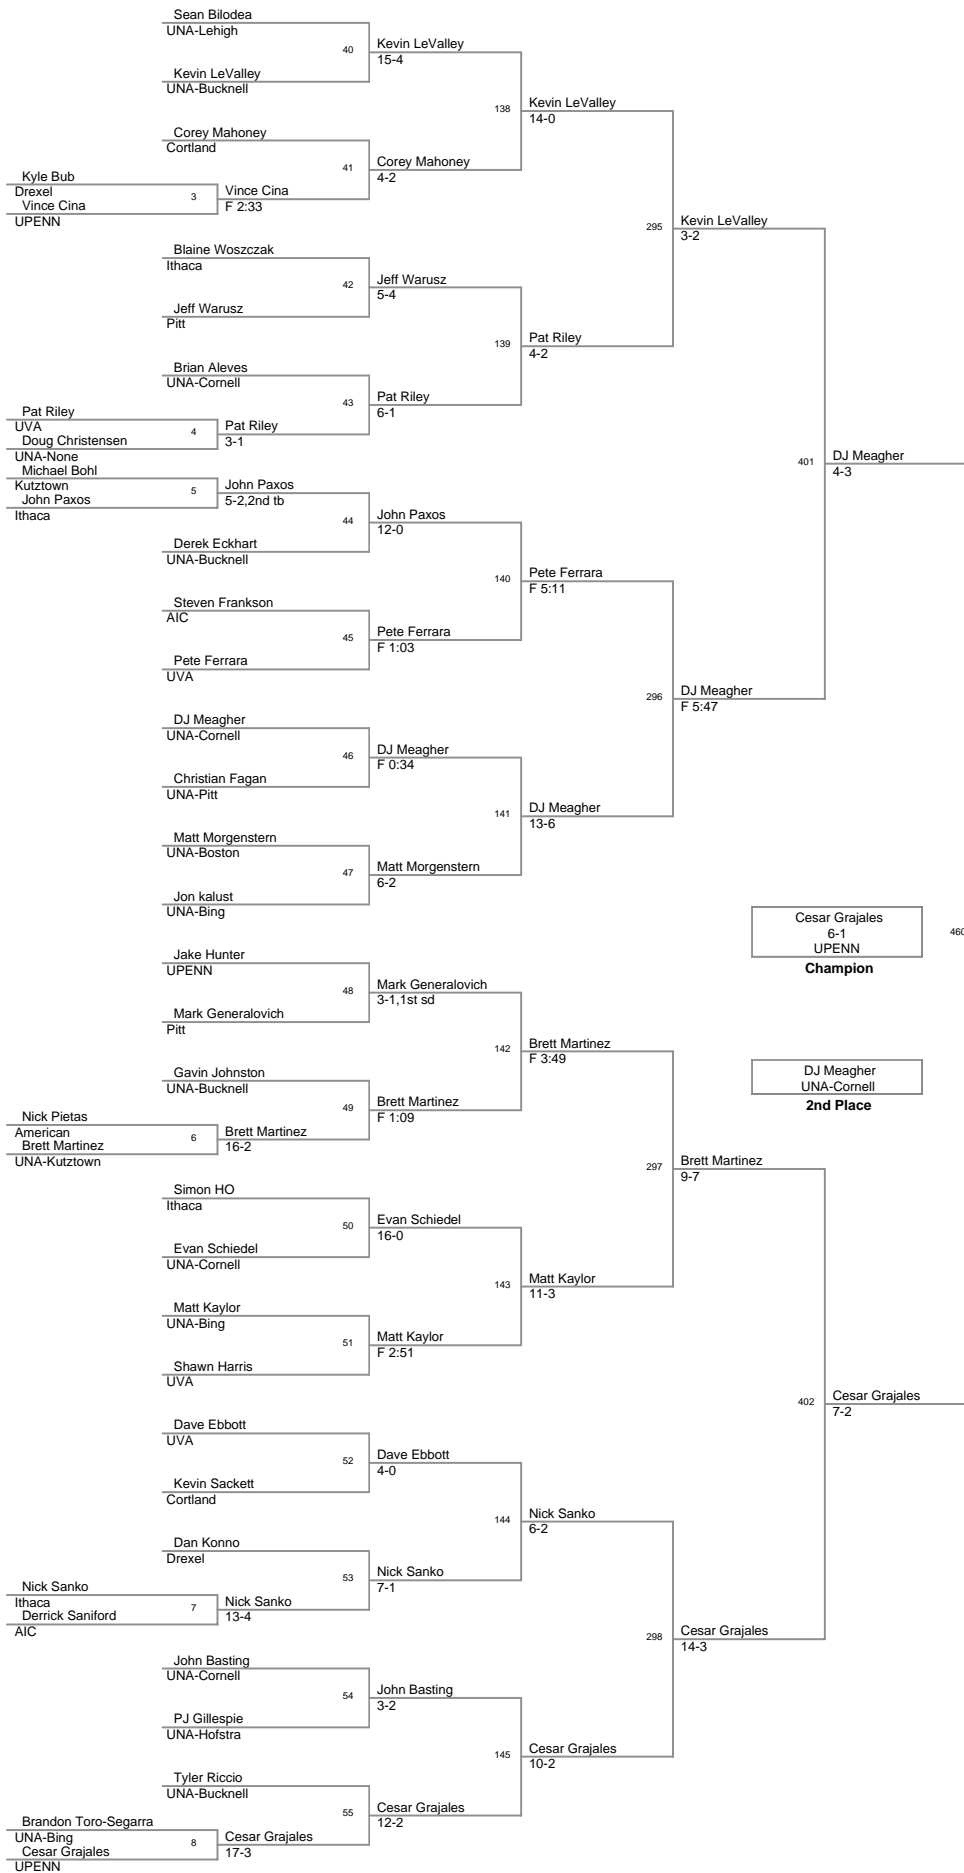 Sean Bilodea
UNA-Lehigh
40
Kevin LeValley
15-4
Kevin LeValley
UNA-Bucknell
138
Kevin LeValley
14-0
Corey Mahoney
Cortland
41
Corey Mahoney
4-2
Kyle Bub
Drexel
3
Vince Cina
F 2:33
Vince Cina
UPENN
295
Kevin LeValley
3-2
Blaine Woszczak
Ithaca
42
Jeff Warusz
5-4
Jeff Warusz
Pitt
139
Pat Riley
4-2
Brian Aleves
UNA-Cornell
43
Pat Riley
6-1
Pat Riley
UVA
4
Pat Riley
3-1
Doug Christensen
UNA-None
401
DJ Meagher
4-3
Michael Bohl
Kutztown
5
John Paxos
5-2,2nd tb
John Paxos
Ithaca
44
John Paxos
12-0
Derek Eckhart
UNA-Bucknell
140
Pete Ferrara
F 5:11
Steven Frankson
AIC
45
Pete Ferrara
F 1:03
Pete Ferrara
UVA
296
DJ Meagher
F 5:47
DJ Meagher
UNA-Cornell
46
DJ Meagher
F 0:34
Christian Fagan
UNA-Pitt
141
DJ Meagher
13-6
Matt Morgenstern
UNA-Boston
47
Matt Morgenstern
6-2
Jon kalust
UNA-Bing
Cesar Grajales
6-1
UPENN
Champion
460
Jake Hunter
UPENN
48
Mark Generalovich
3-1,1st sd
Mark Generalovich
Pitt
142
Brett Martinez
F 3:49
DJ Meagher
UNA-Cornell
2nd Place
Gavin Johnston
UNA-Bucknell
49
Brett Martinez
F 1:09
Nick Pietas
American
6
Brett Martinez
16-2
Brett Martinez
UNA-Kutztown
297
Brett Martinez
9-7
Simon HO
Ithaca
50
Evan Schiedel
16-0
Evan Schiedel
UNA-Cornell
143
Matt Kaylor
11-3
Matt Kaylor
UNA-Bing
51
Matt Kaylor
F 2:51
Shawn Harris
UVA
402
Cesar Grajales
7-2
Dave Ebbott
UVA
52
Dave Ebbott
4-0
Kevin Sackett
Cortland
144
Nick Sanko
6-2
Dan Konno
Drexel
53
Nick Sanko
7-1
Nick Sanko
Ithaca
7
Nick Sanko
13-4
Derrick Saniford
AIC
298
Cesar Grajales
14-3
John Basting
UNA-Cornell
54
John Basting
3-2
PJ Gillespie
UNA-Hofstra
145
Cesar Grajales
10-2
Tyler Riccio
UNA-Bucknell
55
Cesar Grajales
12-2
Brandon Toro-Segarra
UNA-Bing
8
Cesar Grajales
17-3
Cesar Grajales
UPENN